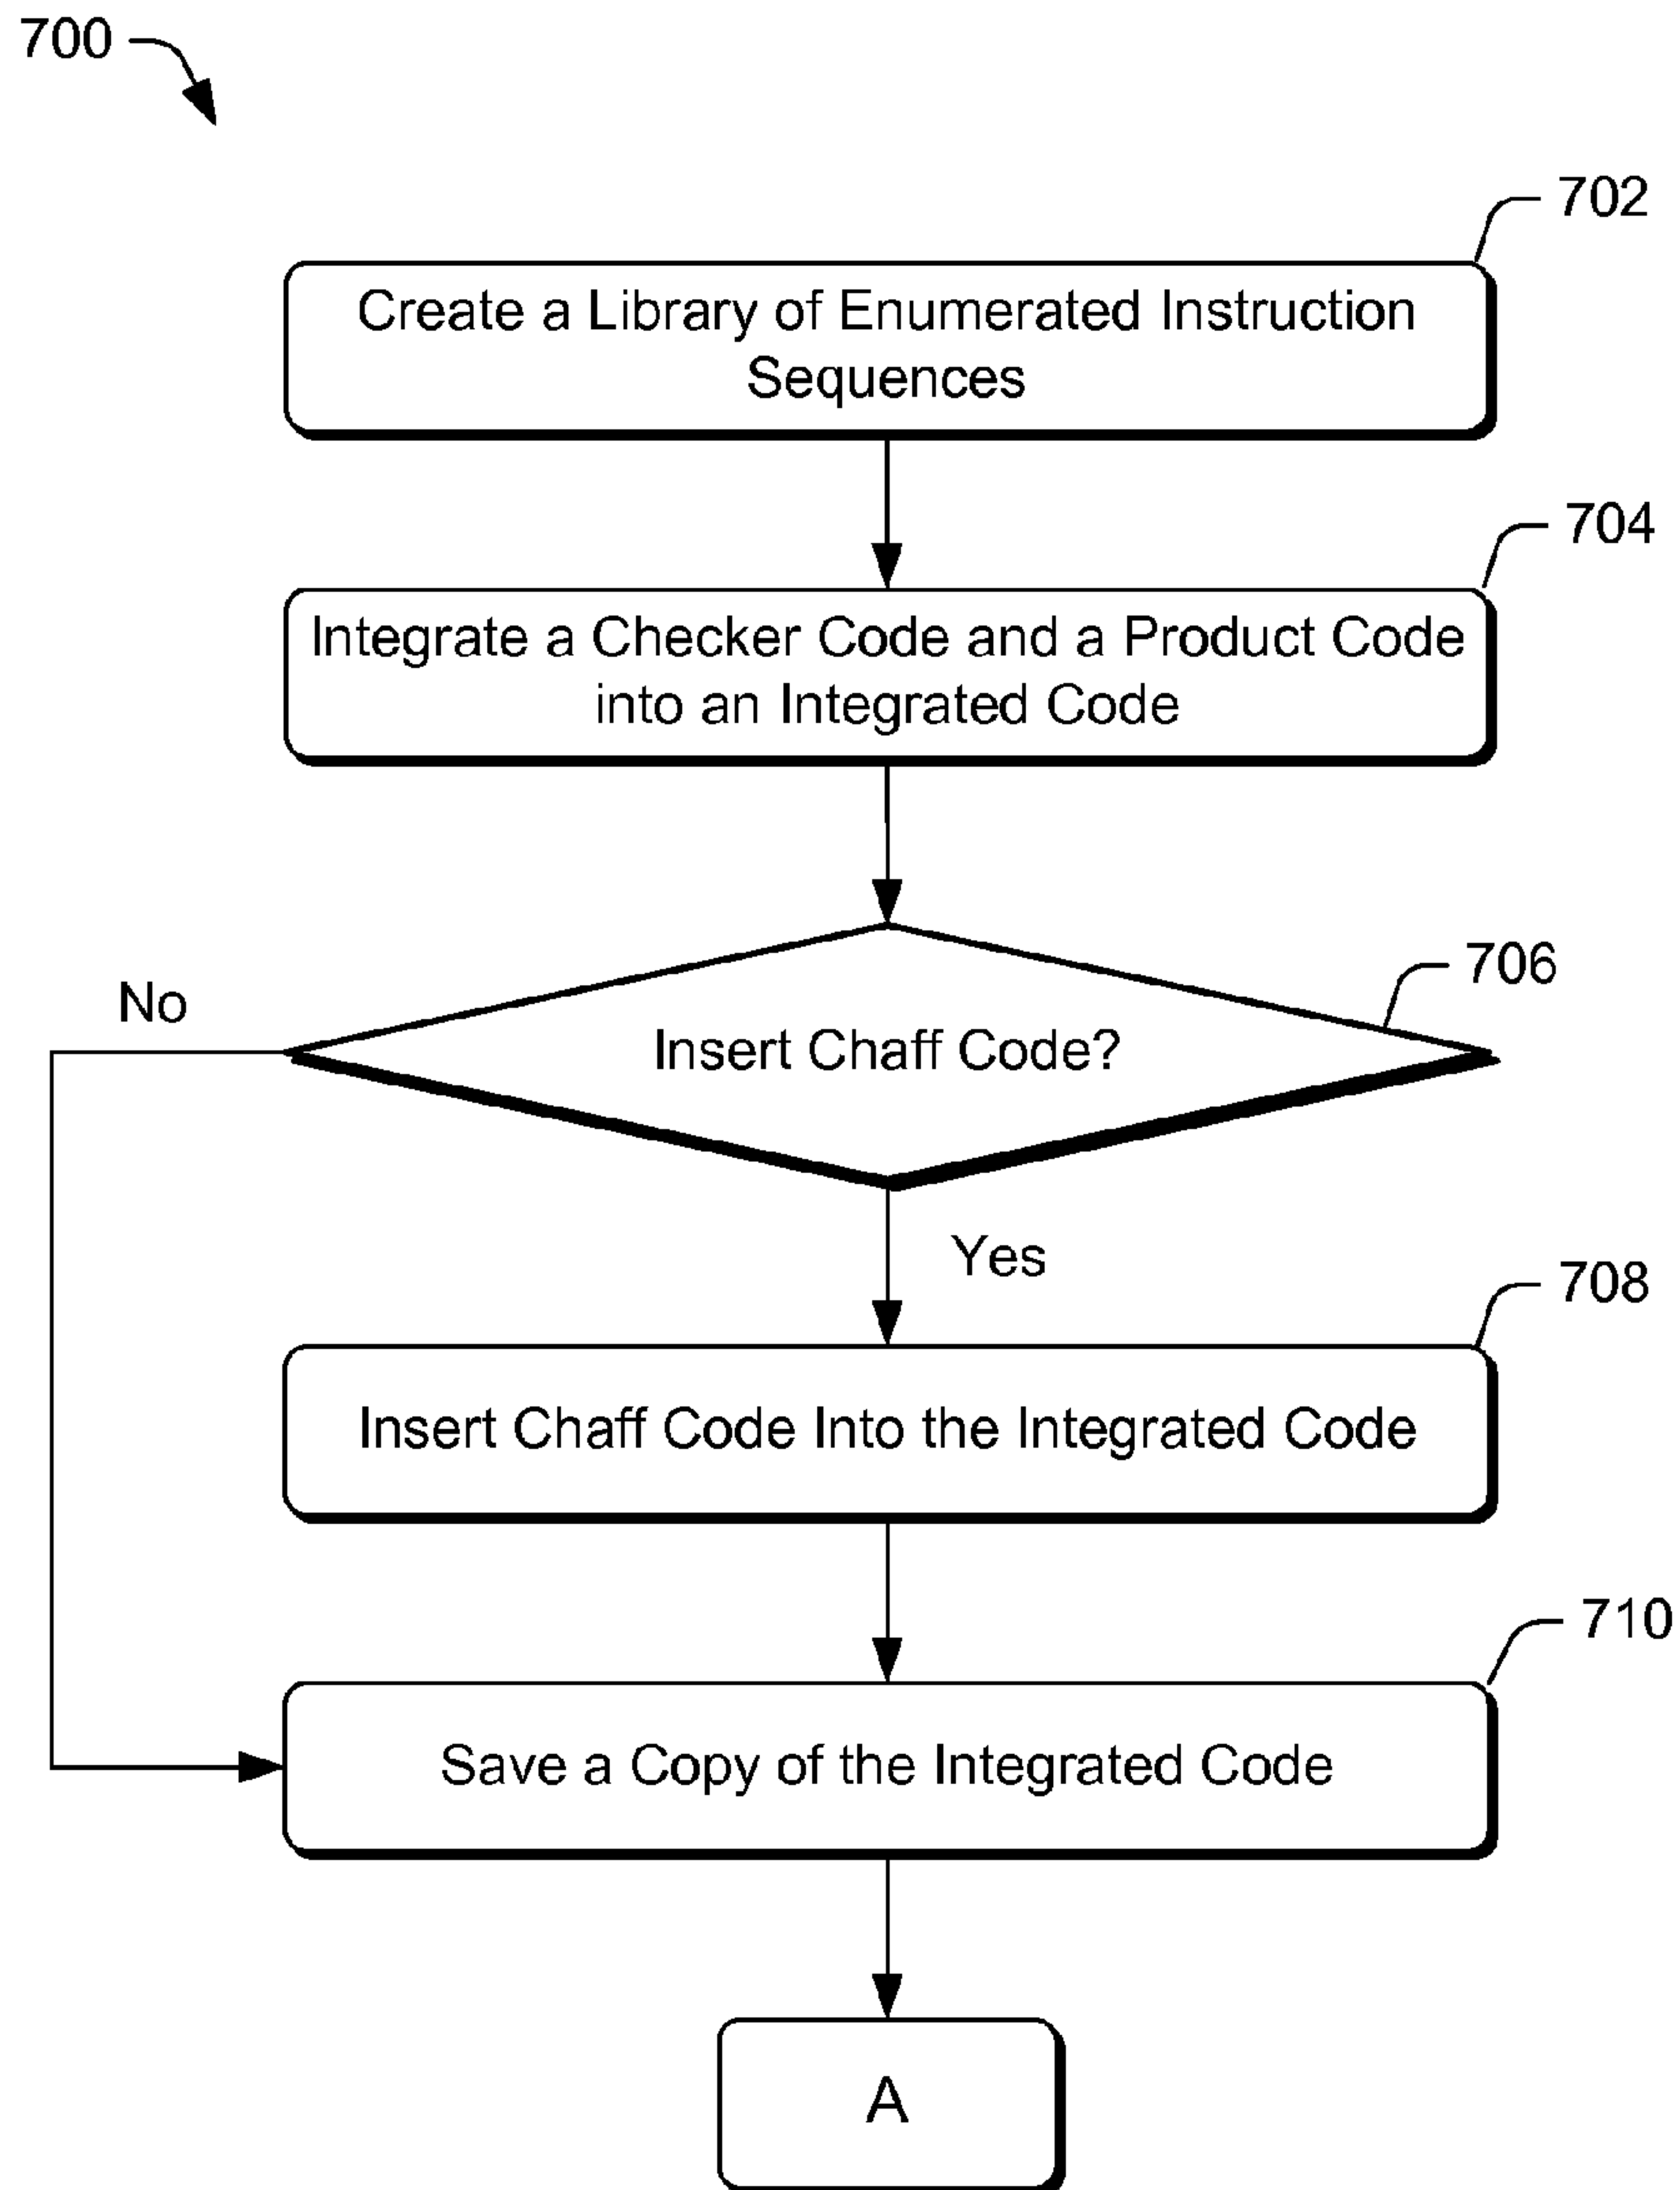 700
702
Create a Library of Enumerated Instruction
Sequences
704
Integrate a Checker Code and a Product Code
into an Integrated Code
706
No
Insert Chaff Code?
Yes
708
Insert Chaff Code Into the Integrated Code
710
Save a Copy of the Integrated Code
A